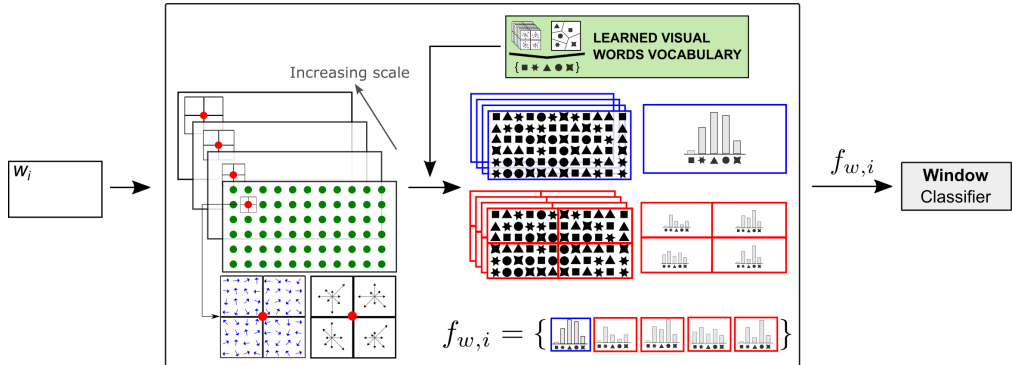 LEARNED VISUAL
WORDS VOCABULARY
Increasing scale
w_i
f_{w,i}
Window
Classifier
f_{w,i} = { }